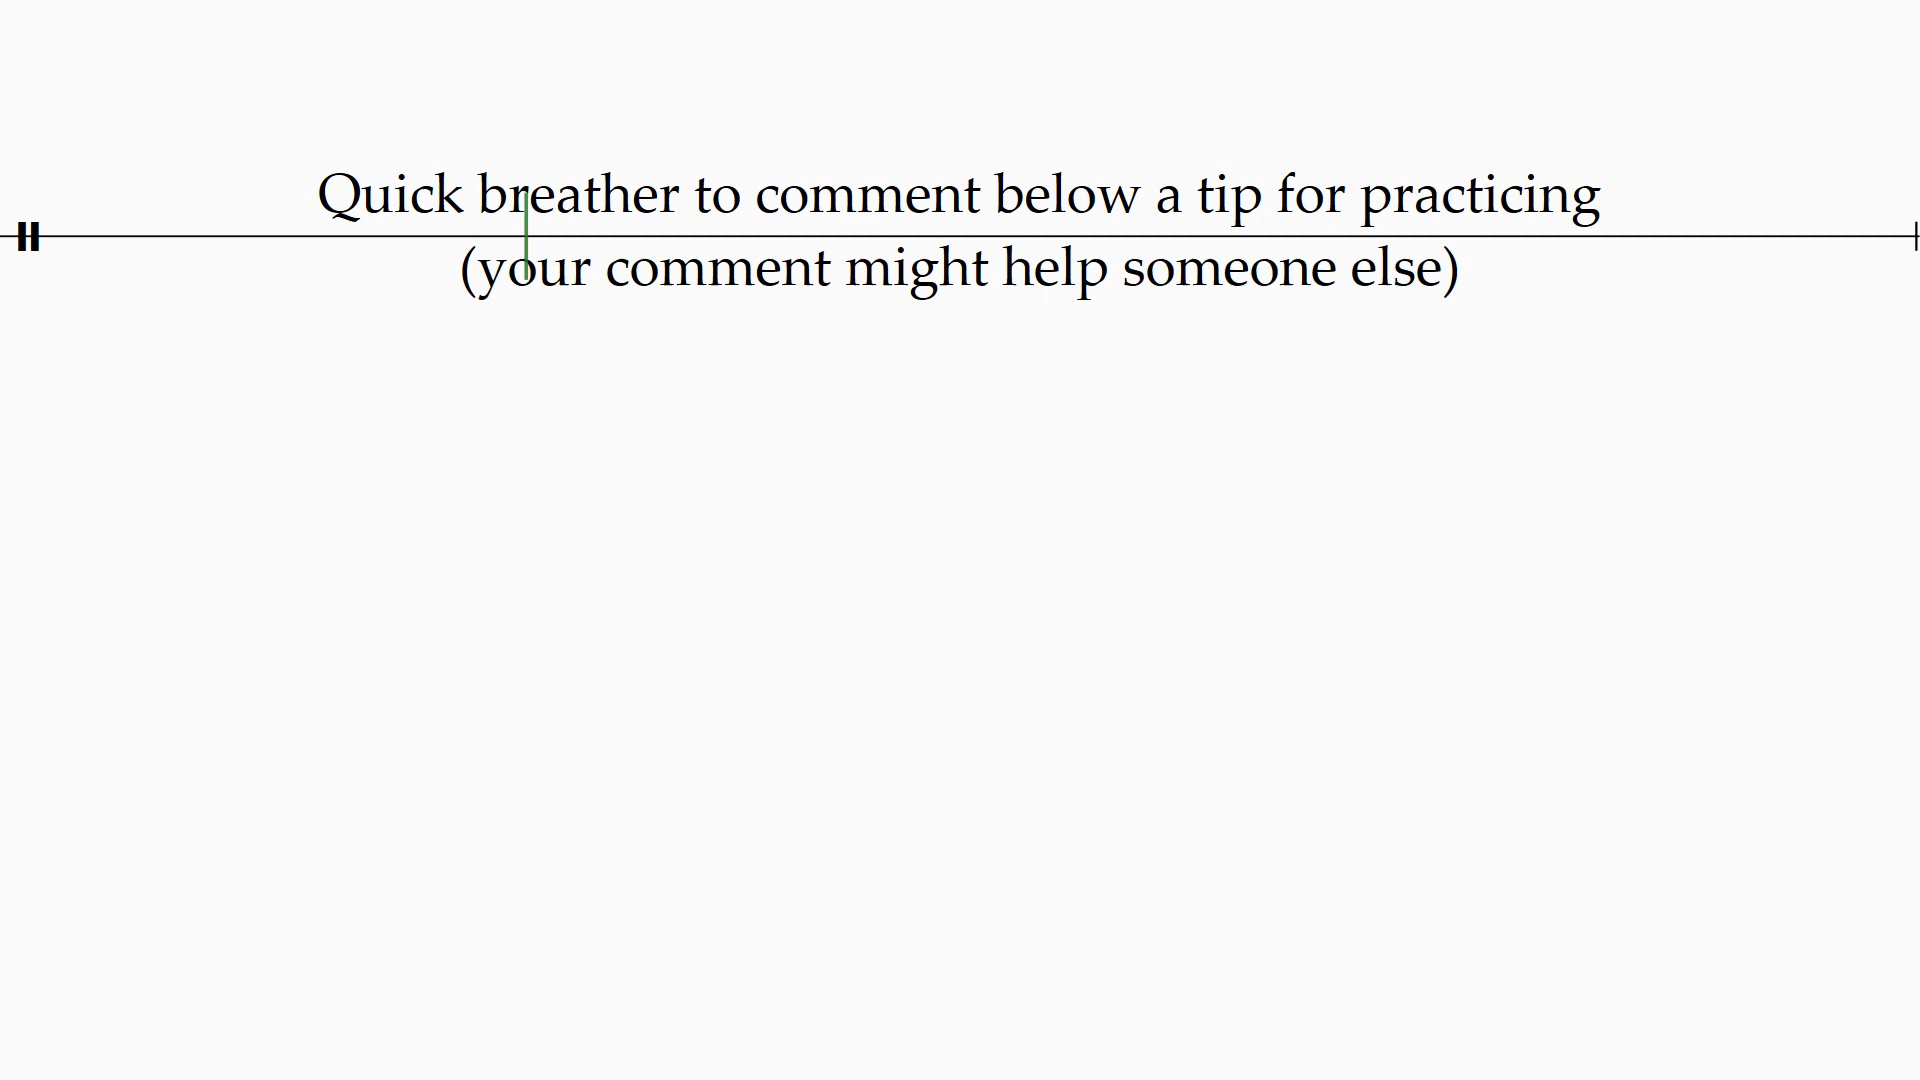 Quick breather to comment below a tip for practicing
(your comment might help someone else)